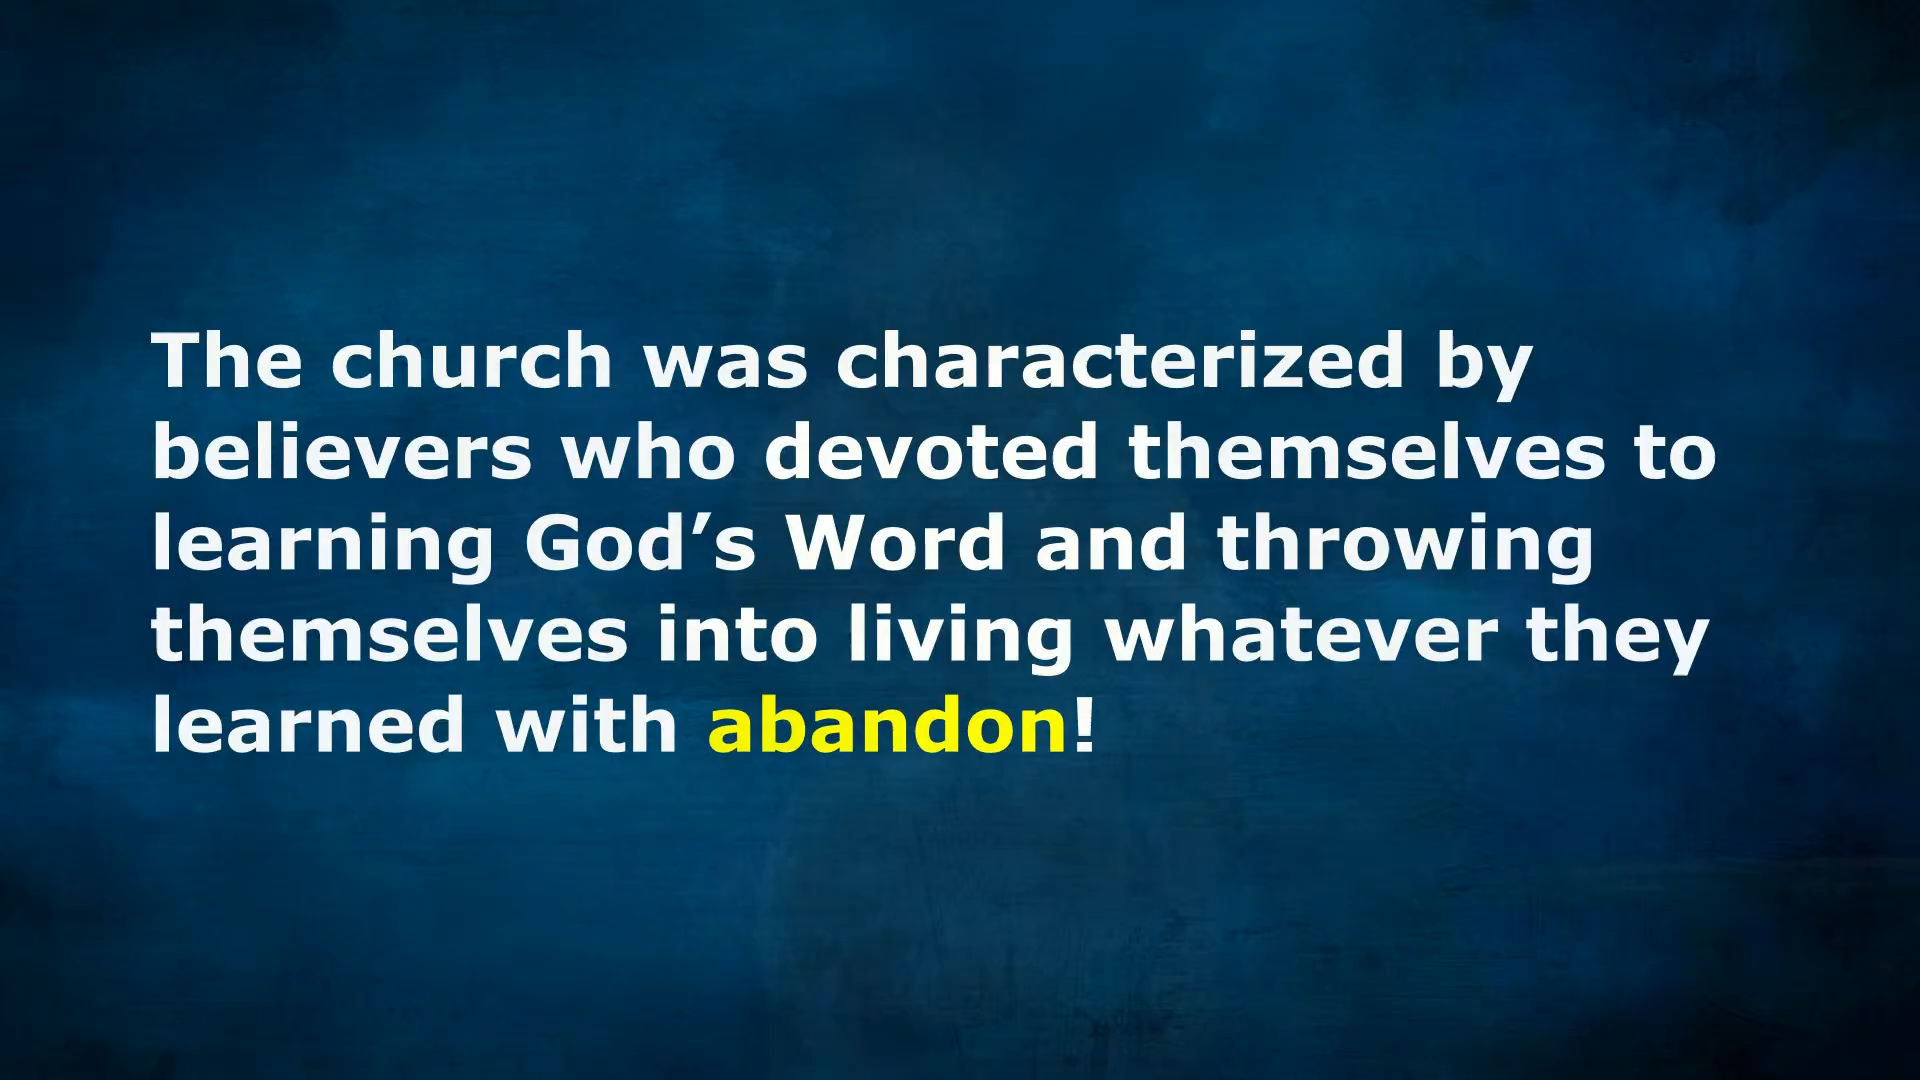 The church was characterized by
believers who devoted themselves to
learning God’s Word and throwing
themselves into living whatever they
learned with abandon!